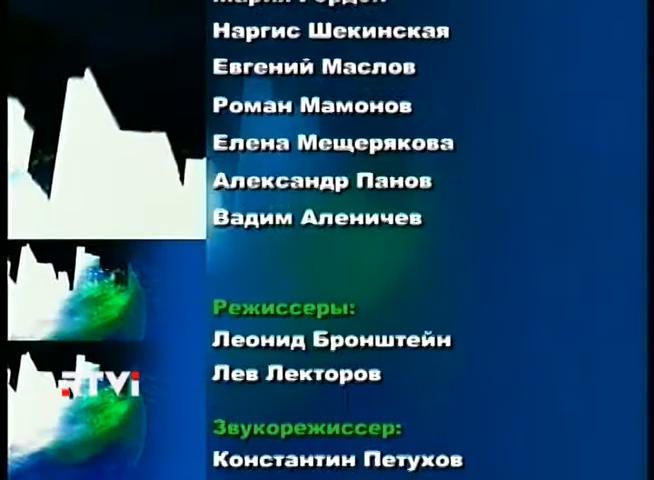 Наргис Шекинская
Евгений Маслов
Роман Мамонов
Елена Мещерякова
Александр Панов
Вадим Аленичев
Режиссеры:
Леонид Бронштейн
Лев Лекторов
RTVi
Звукорежиссер:
Константин Петухов